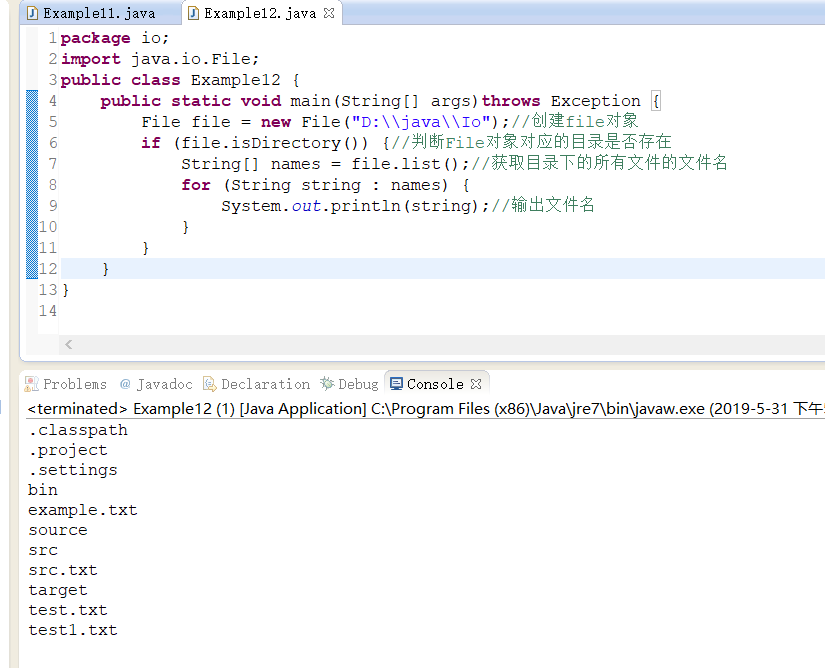 Example11.java Example12.java
1 package io;
2 import java.io.File;
3 public class Example12 {
4     public static void main(String[] args)throws Exception {
5         File file = new File("D:\\java\\Io");//创建file对象
6         if (file.isDirectory()) {//判断File对象对应的目录是否存在
7             String[] names = file.list();//获取目录下的所有文件的文件名
8             for (String string : names) {
9                 System.out.println(string);//输出文件名
10             }
11         }
12     }
13 }
14
Problems @ Javadoc Declaration Debug Console
<terminated> Example12 (1) [Java Application] C:\Program Files (x86)\Java\jre7\bin\javaw.exe (2019-5-31 下午
.classpath
.project
.settings
bin
example.txt
source
src
src.txt
target
test.txt
test1.txt